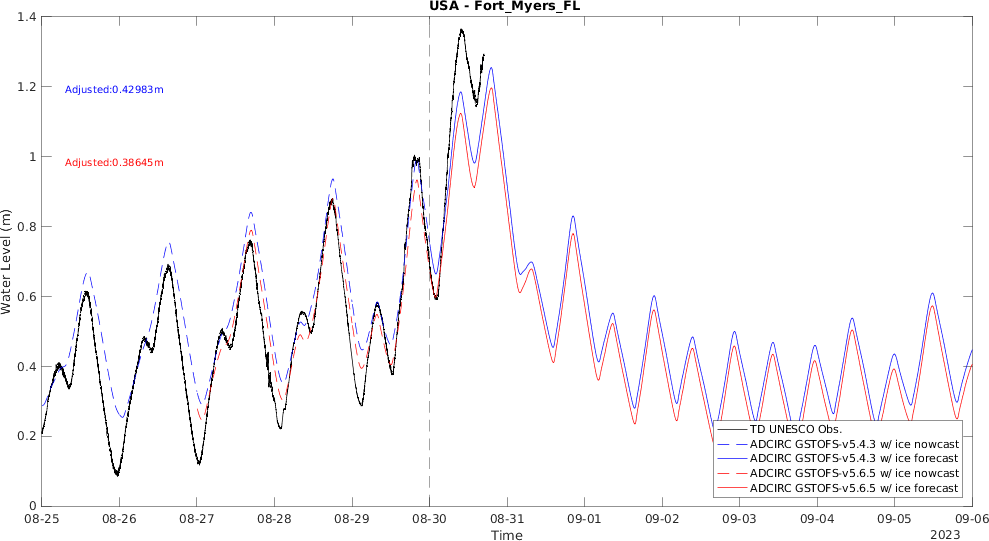 USA - Fort_Myers_FL
1.4
1.2
1
0.8
0.6
0.4
0.2
0
Water Level (m)
Adjusted:0.42983m
Adjusted:0.38645m
TD UNESCO Obs.
ADCIRC GSTOFS-v5.4.3 w/ ice nowcast
ADCIRC GSTOFS-v5.4.3 w/ ice forecast
ADCIRC GSTOFS-v5.6.5 w/ ice nowcast
ADCIRC GSTOFS-v5.6.5 w/ ice forecast
08-25 08-26 08-27 08-28 08-29 08-30 08-31 09-01 09-02 09-03 09-04 09-05 09-06
Time
2023